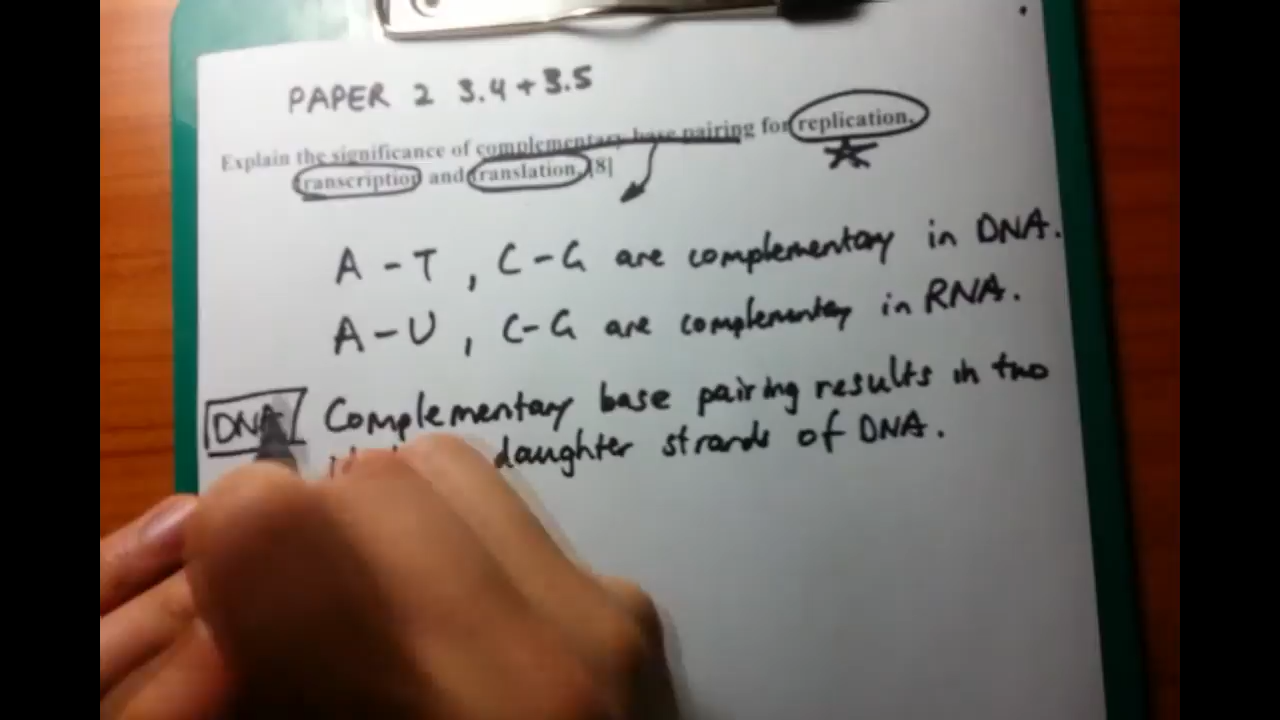 PAPER 2 3.4 + 3.5
Explain the significance of complementary base pairing for replication,
transcription and translation. [8]
A - T , C - G are complementary in DNA.
A - U , C - G are complementary in RNA.
DNA Complementary base pairing results in two
daughter strands of DNA.